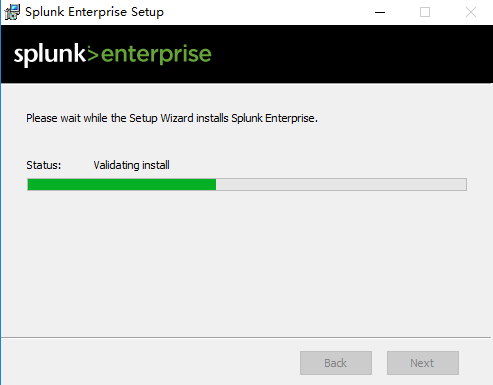 Splunk Enterprise Setup
splunk>enterprise
Please wait while the Setup Wizard installs Splunk Enterprise.
Status: Validating install
Back Next